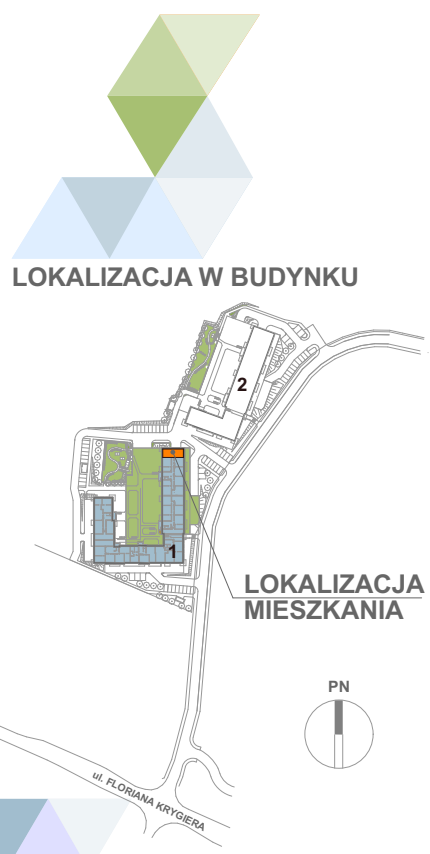 LOKALIZACJA W BUDYNKU
2
1
LOKALIZACJA
MIESZKANIA
PN
ul. FLORIANA KRYGIERA